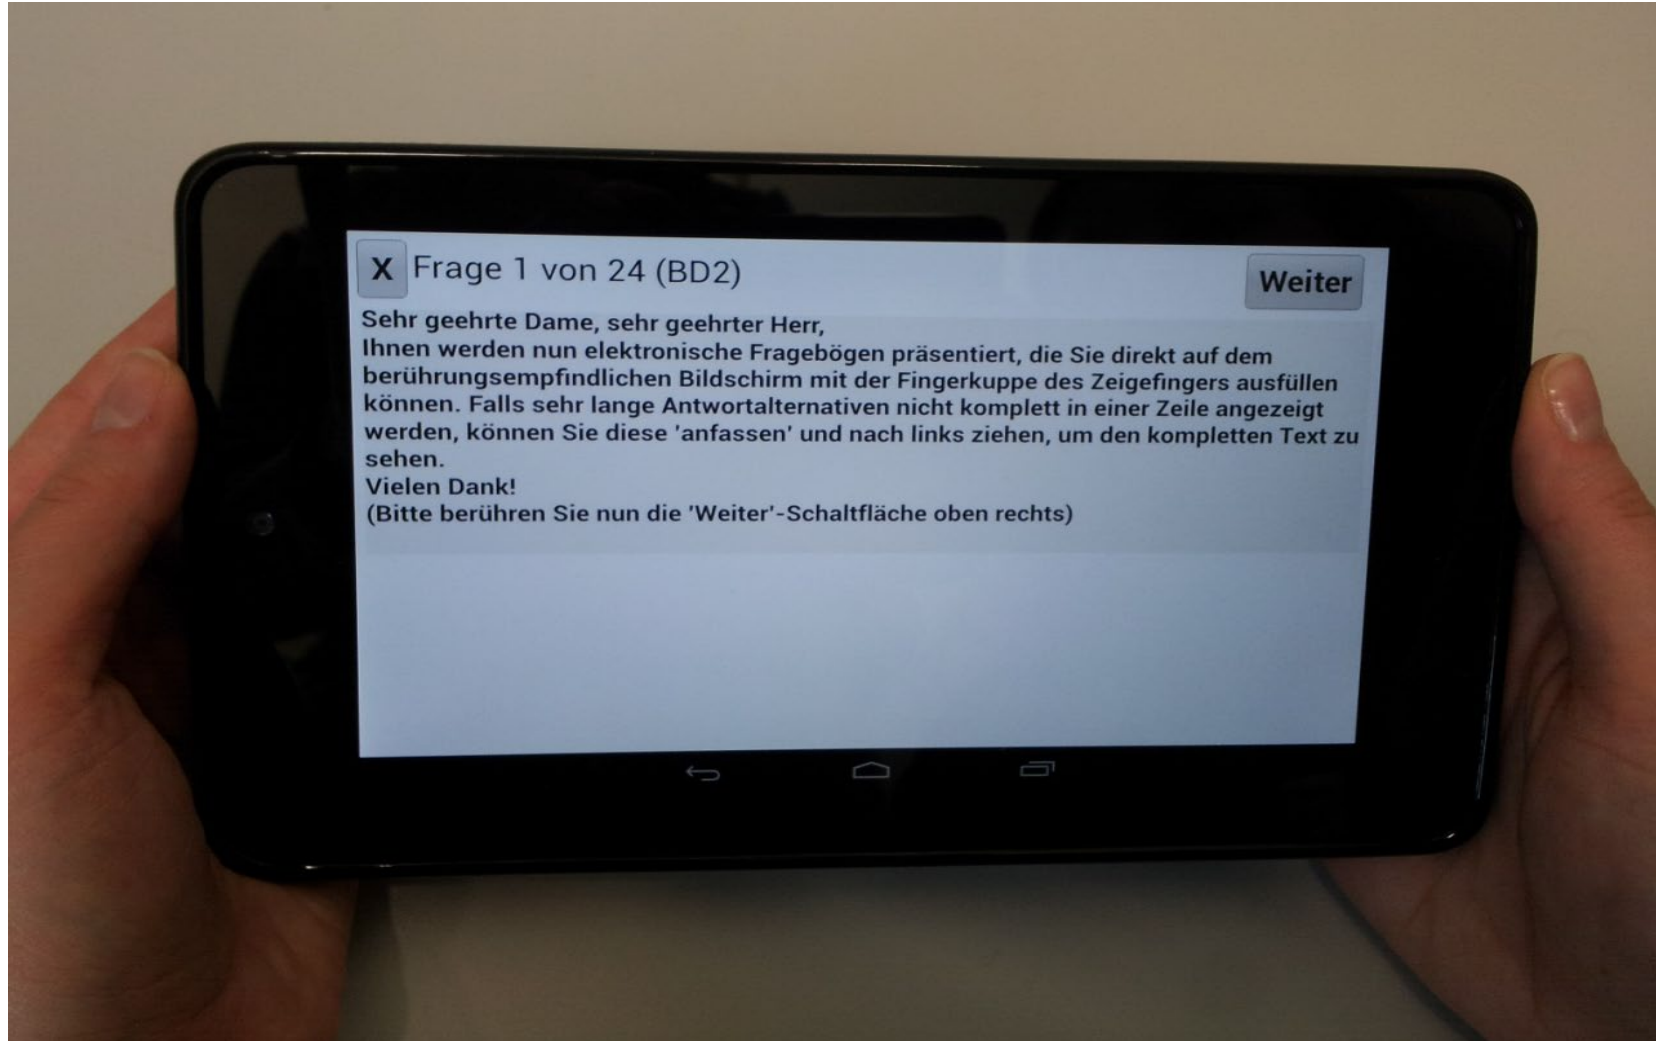 X Frage 1 von 24 (BD2) Weiter
Sehr geehrte Dame, sehr geehrter Herr,
Ihnen werden nun elektronische Fragebögen präsentiert, die Sie direkt auf dem
berührungsempfindlichen Bildschirm mit der Fingerkuppe des Zeigefingers ausfüllen
können. Falls sehr lange Antwortalternativen nicht komplett in einer Zeile angezeigt
werden, können Sie diese 'anfassen' und nach links ziehen, um den kompletten Text zu
sehen.
Vielen Dank!
(Bitte berühren Sie nun die 'Weiter'-Schaltfläche oben rechts)